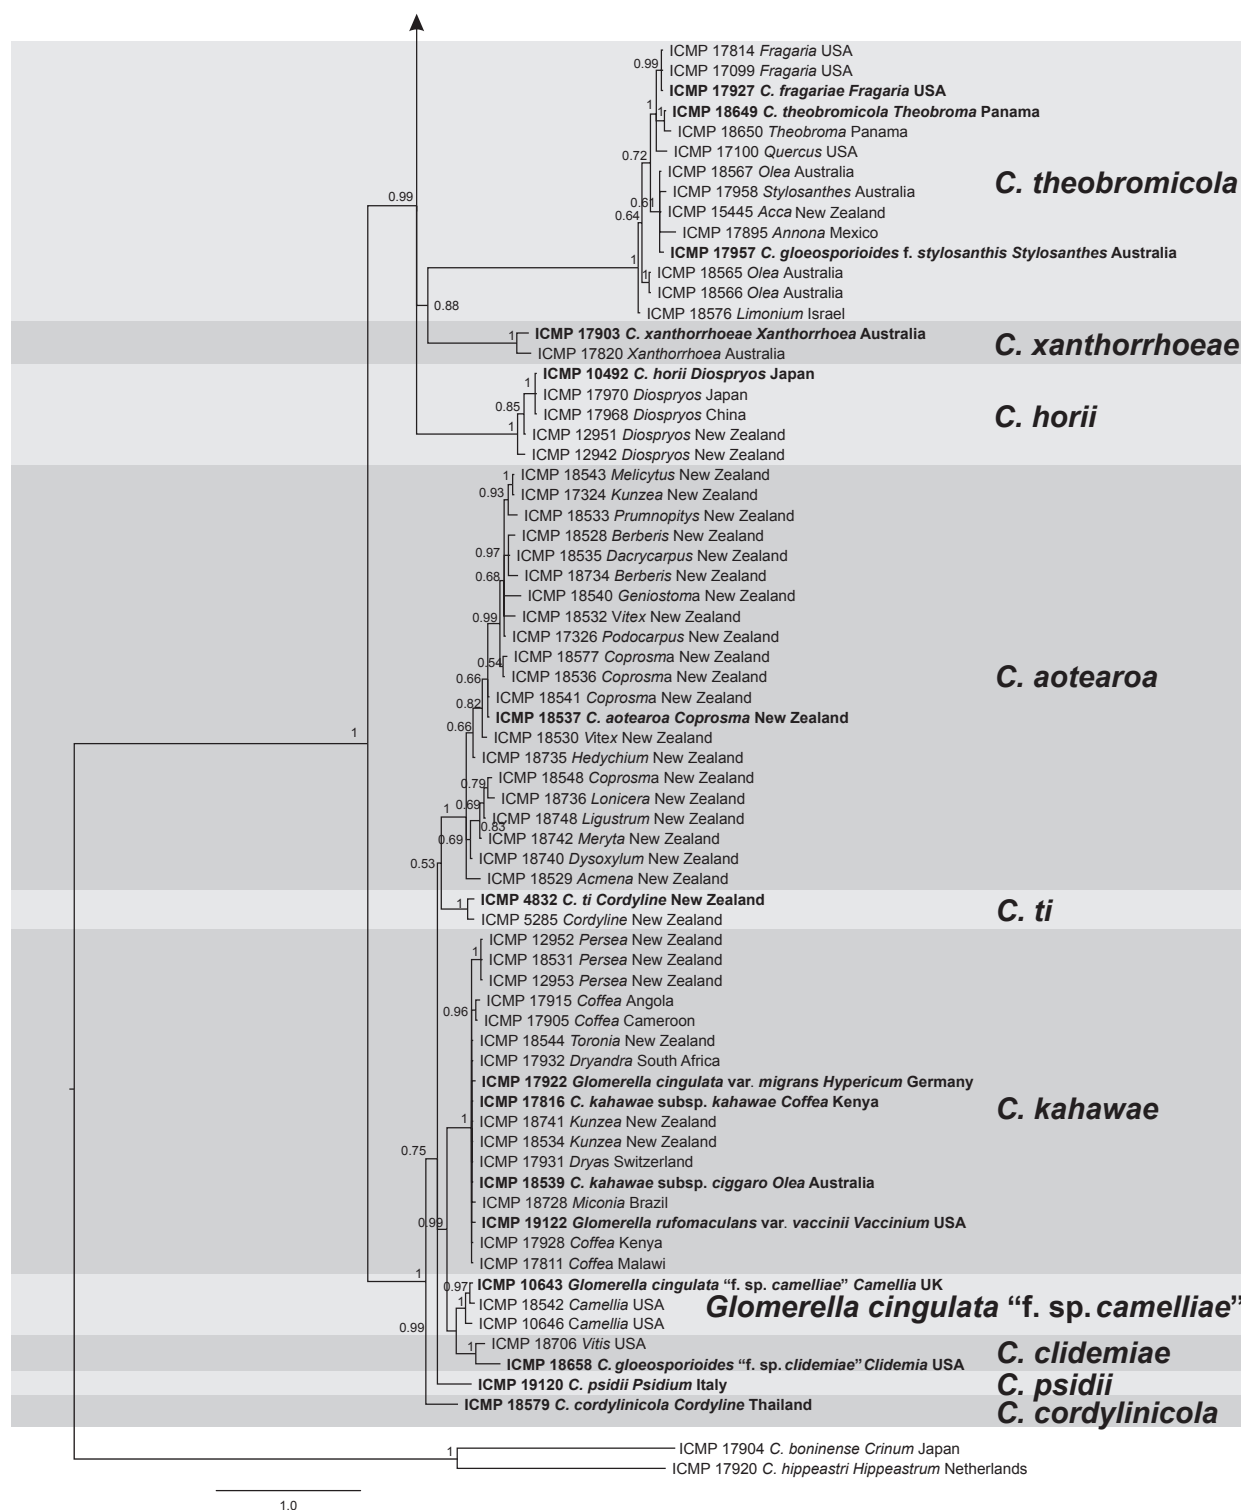 ICMP 17814 Fragaria USA
0.99
ICMP 17099 Fragaria USA
ICMP 17927 C. fragariae Fragaria USA
1
1
ICMP 18649 C. theobromicola Theobroma Panama
ICMP 18650 Theobroma Panama
ICMP 17100 Quercus USA
0.72
ICMP 18567 Olea Australia
C. theobromicola
ICMP 17958 Stylosanthes Australia
0.99
0.61
ICMP 15445 Acca New Zealand
0.64
ICMP 17895 Annona Mexico
ICMP 17957 C. gloeosporioides f. stylosanthis Stylosanthes Australia
1
1
ICMP 18565 Olea Australia
ICMP 18566 Olea Australia
0.88
ICMP 18576 Limonium Israel
1
ICMP 17903 C. xanthorrhoeae Xanthorrhoea Australia
C. xanthorrhoeae
ICMP 17820 Xanthorrhoea Australia
ICMP 10492 C. horii Diospryos Japan
1
ICMP 17970 Diospryos Japan
0.85
ICMP 17968 Diospryos China
C. horii
1
ICMP 12951 Diospryos New Zealand
ICMP 12942 Diospryos New Zealand
1
ICMP 18543 Melicytus New Zealand
0.93
ICMP 17324 Kunzea New Zealand
ICMP 18533 Prumnopitys New Zealand
ICMP 18528 Berberis New Zealand
0.97
ICMP 18535 Dacrycarpus New Zealand
0.68
ICMP 18734 Berberis New Zealand
ICMP 18540 Geniostoma New Zealand
0.99
ICMP 18532 Vitex New Zealand
ICMP 17326 Podocarpus New Zealand
0.54
ICMP 18577 Coprosma New Zealand
0.66
ICMP 18536 Coprosma New Zealand
C. aotearoa
0.82
ICMP 18541 Coprosma New Zealand
ICMP 18537 C. aotearoa Coprosma New Zealand
0.66
1
ICMP 18530 Vitex New Zealand
ICMP 18735 Hedychium New Zealand
0.79
ICMP 18548 Coprosma New Zealand
1
0.69
ICMP 18736 Lonicera New Zealand
0.83
ICMP 18748 Ligustrum New Zealand
0.69
ICMP 18742 Meryta New Zealand
0.53
ICMP 18740 Dysoxylum New Zealand
ICMP 18529 Acmena New Zealand
1
ICMP 4832 C. ti Cordyline New Zealand
C. ti
ICMP 5285 Cordyline New Zealand
ICMP 12952 Persea New Zealand
1
ICMP 18531 Persea New Zealand
ICMP 12953 Persea New Zealand
ICMP 17915 Coffea Angola
0.96
ICMP 17905 Coffea Cameroon
ICMP 18544 Toronia New Zealand
ICMP 17932 Dryandra South Africa
ICMP 17922 Glomerella cingulata var. migrans Hypericum Germany
ICMP 17816 C. kahawae subsp. kahawae Coffea Kenya
C. kahawae
1
ICMP 18741 Kunzea New Zealand
ICMP 18534 Kunzea New Zealand
0.75
ICMP 17931 Dryas Switzerland
ICMP 18539 C. kahawae subsp. ciggaro Olea Australia
ICMP 18728 Miconia Brazil
0.99
ICMP 19122 Glomerella rufomaculans var. vaccinii Vaccinium USA
ICMP 17928 Coffea Kenya
ICMP 17811 Coffea Malawi
1
0.97
ICMP 10643 Glomerella cingulata “f. sp. camelliae” Camellia UK
1
ICMP 18542 Camellia USA
Glomerella cingulata “f. sp. camelliae”
0.99
ICMP 10646 Camellia USA
1
ICMP 18706 Vitis USA
C. clidemiae
ICMP 18658 C. gloeosporioides “f. sp. clidemiae” Clidemia USA
ICMP 19120 C. psidii Psidium Italy
C. psidii
ICMP 18579 C. cordylinicola Cordyline Thailand
C. cordylinicola
1
ICMP 17904 C. boninense Crinum Japan
ICMP 17920 C. hippeastri Hippeastrum Netherlands
1.0